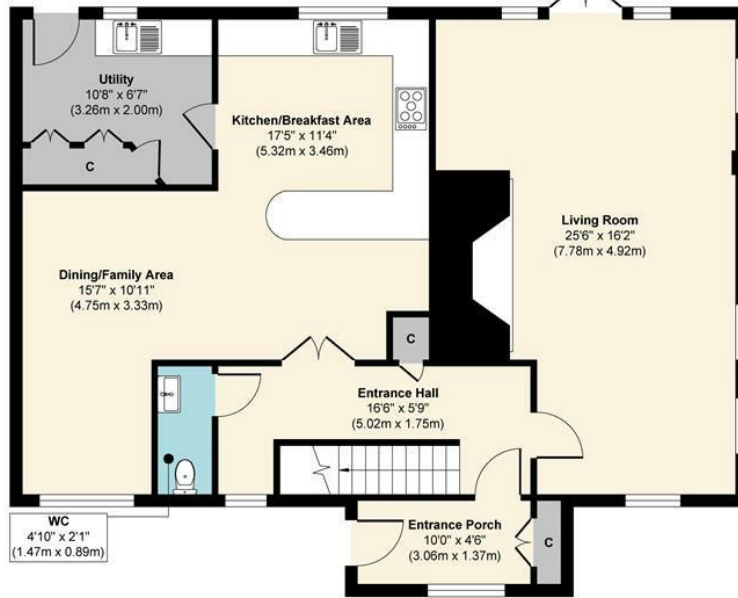 Utility
10'8" x 6'7"
(3.26m x 2.00m)
C
Kitchen/Breakfast Area
17'5" x 11'4"
(5.32m x 3.46m)
Living Room
25'6" x 16'2"
(7.78m x 4.92m)
Dining/Family Area
15'7" x 10'11"
(4.75m x 3.33m)
C
Entrance Hall
16'6" x 5'9"
(5.02m x 1.75m)
WC
4'10" x 2'1"
(1.47m x 0.89m)
Entrance Porch
10'0" x 4'6"
(3.06m x 1.37m)
C